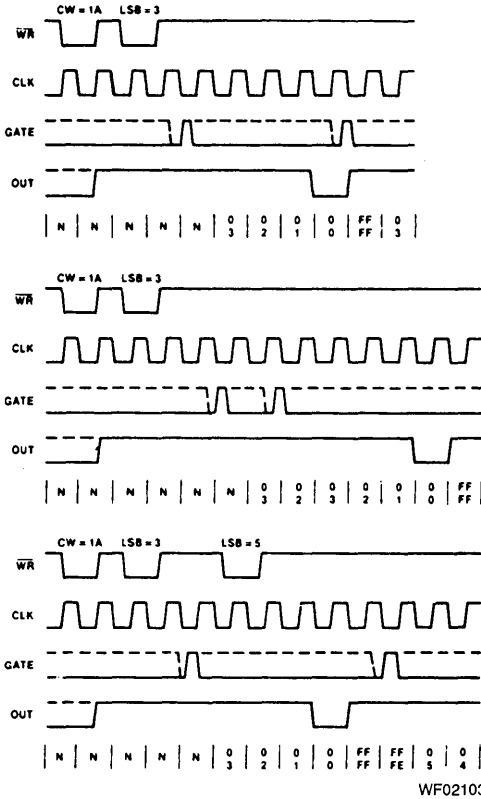 CW = 1A LSB = 3
WR
CLK
GATE
OUT
| N | N | N | N | N | 0 3 | 0 2 | 0 1 | 0 0 | FF FF | 0 3 |
CW = 1A LSB = 3
WR
CLK
GATE
OUT
| N | N | N | N | N | N | 0 3 | 0 2 | 0 3 | 0 2 | 0 1 | 0 0 | FF FF |
CW = 1A LSB = 3 LSB = 5
WR
CLK
GATE
OUT
| N | N | N | N | N | 0 3 | 0 2 | 0 1 | 0 0 | FF FF | FF FE | 0 5 | 0 4 |
WF02103